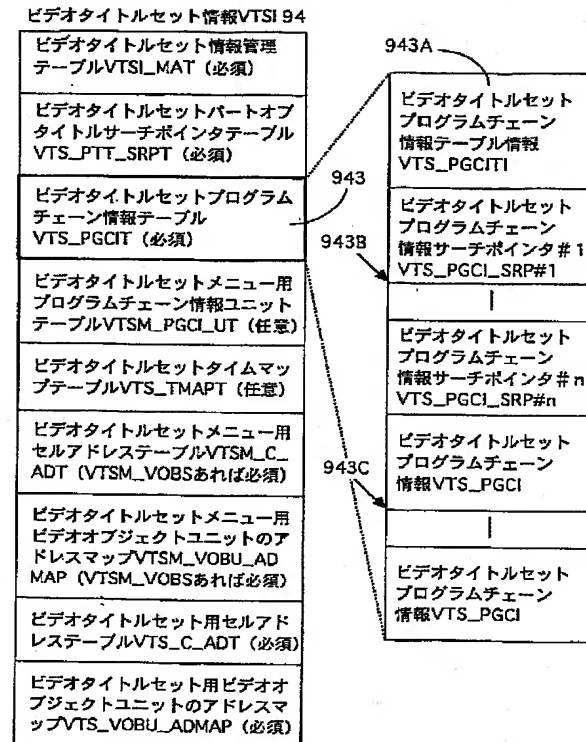 ビデオタイトルセット情報VTSI 94
ビデオタイトルセット情報管理
テーブルVTSI_MAT（必須）
ビデオタイトルセットパートオブ
タイトルサーチポインタテーブル
VTS_PTT_SRPT（必須）
ビデオタイトルセットプログラム
チェーン情報テーブル
VTS_PGCIT（必須）
ビデオタイトルセットメニュー用
プログラムチェーン情報ユニット
テーブルVTSM_PGCI_UT（任意）
ビデオタイトルセットタイムマッ
プテーブルVTS_TMAPT（任意）
ビデオタイトルセットメニュー用
セルアドレステーブルVTSM_C_
ADT（VTSM_VOBSあれば必須）
ビデオタイトルセットメニュー用
ビデオオブジェクトユニットのア
ドレスマップVTSM_VOBU_AD
MAP（VTSM_VOBSあれば必須）
ビデオタイトルセット用セルアド
レステーブルVTS_C_ADT（必須）
ビデオタイトルセット用ビデオオ
ブジェクトユニットのアドレスマ
ップVTS_VOBU_ADMAP（必須）
943
943A
ビデオタイトルセット
プログラムチェーン
情報テーブル情報
VTS_PGCITI
943B
ビデオタイトルセット
プログラムチェーン
情報サーチポインタ＃1
VTS_PGCI_SRP#1
ビデオタイトルセット
プログラムチェーン
情報サーチポインタ＃n
VTS_PGCI_SRP#n
943C
ビデオタイトルセット
プログラムチェーン
情報VTS_PGCI
ビデオタイトルセット
プログラムチェーン
情報VTS_PGCI